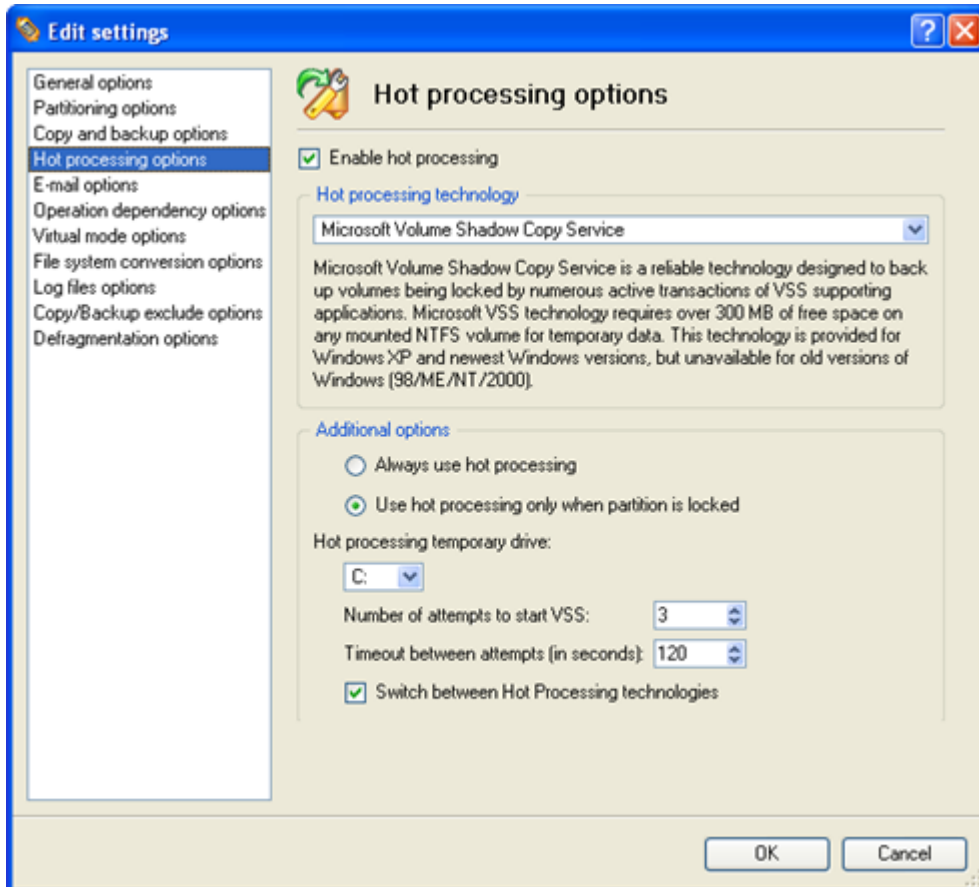 Edit settings
General options
Partitioning options
Copy and backup options
Hot processing options
E-mail options
Operation dependency options
Virtual mode options
File system conversion options
Log files options
Copy/Backup exclude options
Defragmentation options
Hot processing options
Enable hot processing
Hot processing technology
Microsoft Volume Shadow Copy Service
Microsoft Volume Shadow Copy Service is a reliable technology designed to back
up volumes being locked by numerous active transactions of VSS supporting
applications. Microsoft VSS technology requires over 300 MB of free space on
any mounted NTFS volume for temporary data. This technology is provided for
Windows XP and newest Windows versions, but unavailable for old versions of
Windows (98/ME/NT/2000).
Additional options
Always use hot processing
Use hot processing only when partition is locked
Hot processing temporary drive:
C:
Number of attempts to start VSS: 3
Timeout between attempts (in seconds): 120
Switch between Hot Processing technologies
OK Cancel